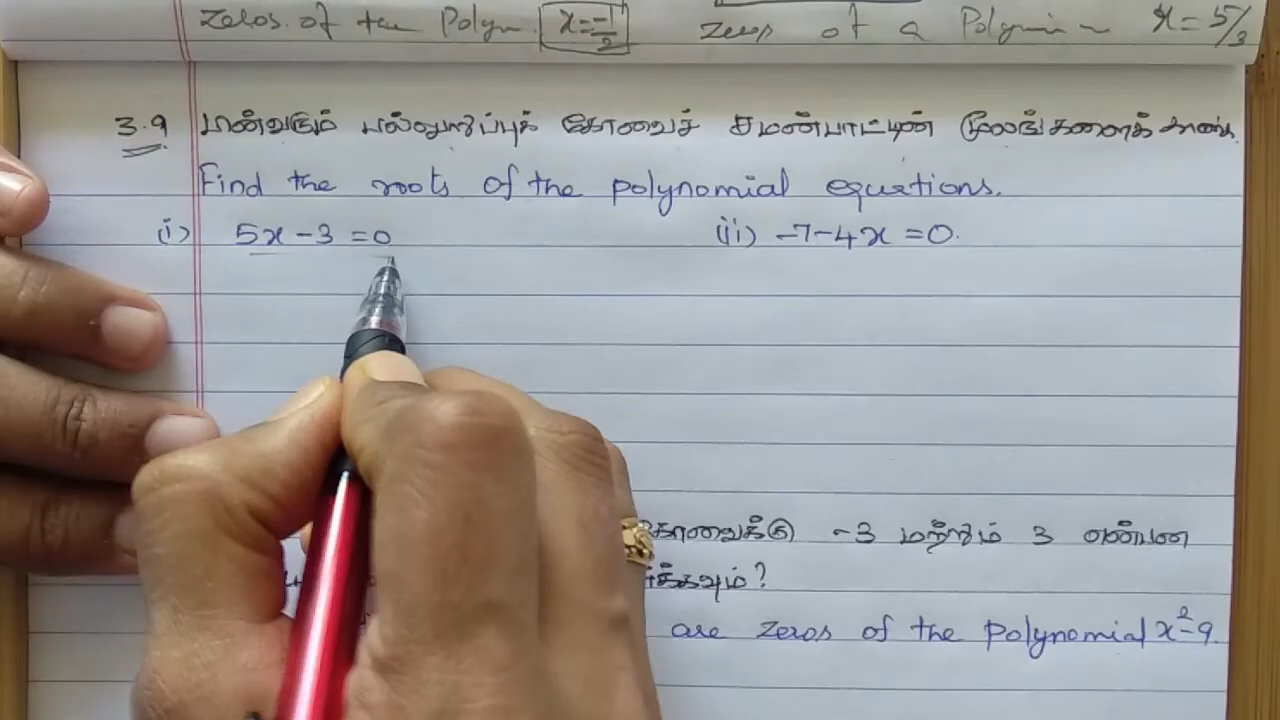 Zeros of the Polyn. x = -1/2 Zeros of a Polynomi x = 5/3
3.9 பின்வரும் பல்லுறுப்புக் கோவைச் சமன்பாட்டின் மூலங்களைக் காண்க.
Find the roots of the polynomial equations.
(i) 5x - 3 = 0 (ii) -7 - 4x = 0.
கோவைக்கு -3 மற்றும் 3 என்பன
are zeros of the polynomial x² - 9.